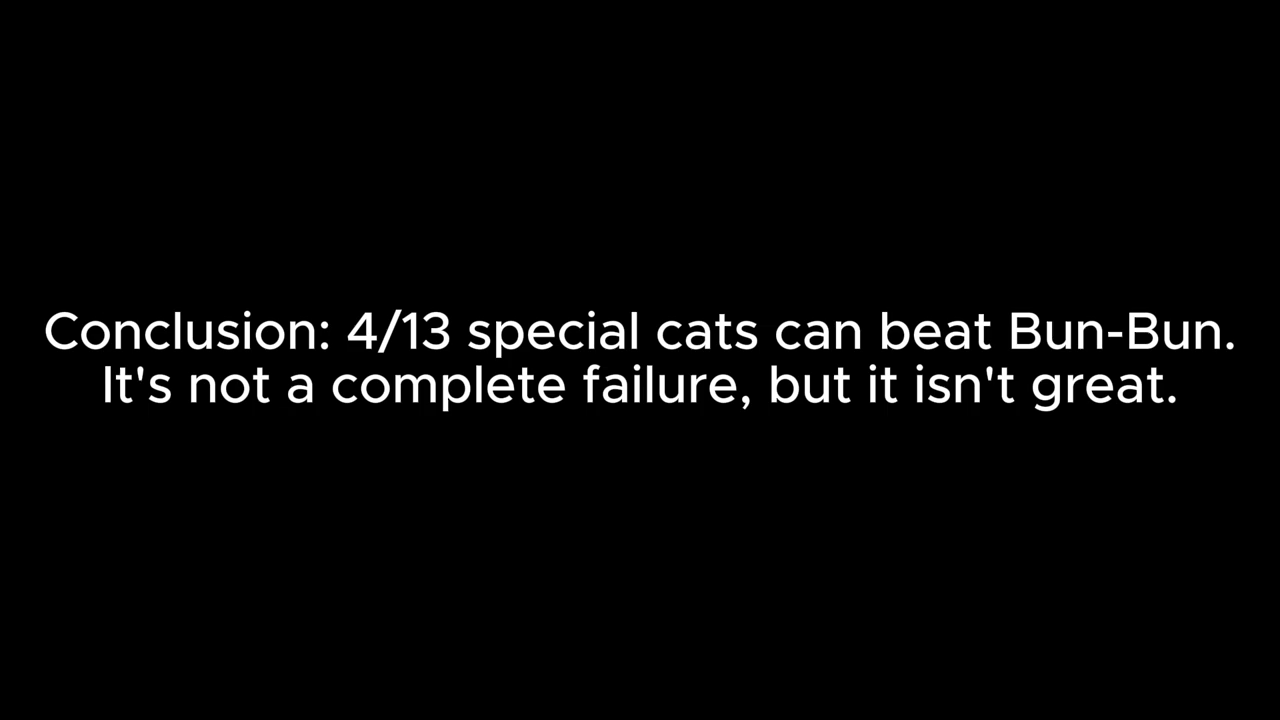 Conclusion: 4/13 special cats can beat Bun-Bun.
It's not a complete failure, but it isn't great.